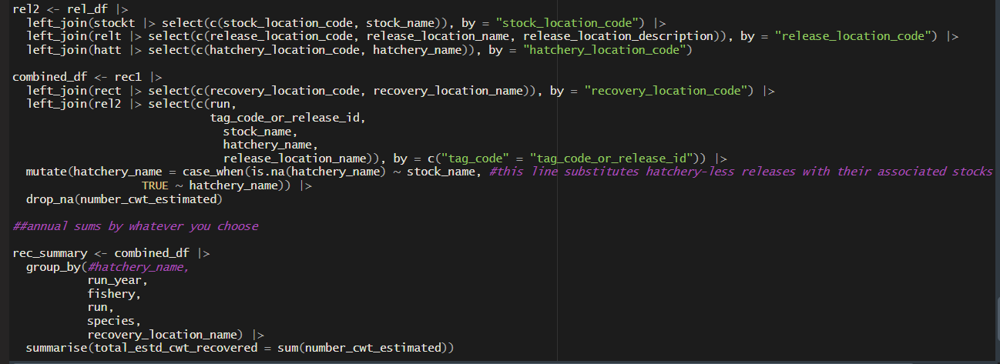 rel2 <- rel_df |>
  left_join(stockt |> select(c(stock_location_code, stock_name)), by = "stock_location_code") |>
  left_join(relt |> select(c(release_location_code, release_location_name, release_location_description)), by = "release_location_code") |>
  left_join(hatt |> select(c(hatchery_location_code, hatchery_name)), by = "hatchery_location_code")

combined_df <- rec1 |>
  left_join(rect |> select(c(recovery_location_code, recovery_location_name)), by = "recovery_location_code") |>
  left_join(rel2 |> select(c(run,
                             tag_code_or_release_id,
                               stock_name,
                               hatchery_name,
                               release_location_name)), by = c("tag_code" = "tag_code_or_release_id")) |>
  mutate(hatchery_name = case_when(is.na(hatchery_name) ~ stock_name, #this line substitutes hatchery-less releases with their associated stocks
                   TRUE ~ hatchery_name)) |>
  drop_na(number_cwt_estimated)

##annual sums by whatever you choose

rec_summary <- combined_df |>
  group_by(#hatchery_name,
           run_year,
           fishery,
           run,
           species,
           recovery_location_name) |>
  summarise(total_estd_cwt_recovered = sum(number_cwt_estimated))